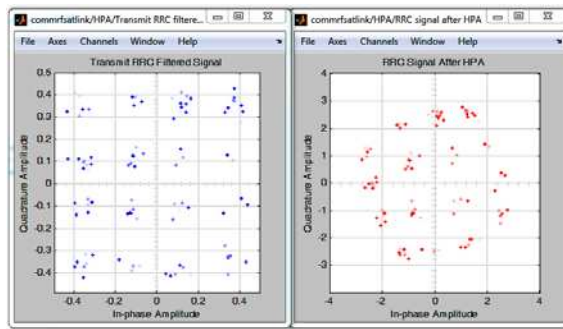 commrfsatlink/HPA/Transmit RRC filtere...
File Axes Channels Window Help
Transmit RRC Filtered Signal
0.5
0.4
0.3
0.2
0.1
0
-0.1
-0.2
-0.3
-0.4
Quadrature Amplitude
-0.4 -0.2 0 0.2 0.4
In-phase Amplitude
commrfsatlink/HPA/RRC signal after HPA
File Axes Channels Window Help
RRC Signal After HPA
4
3
2
1
0
-1
-2
-3
Quadrature Amplitude
-4 -2 0 2 4
In-phase Amplitude